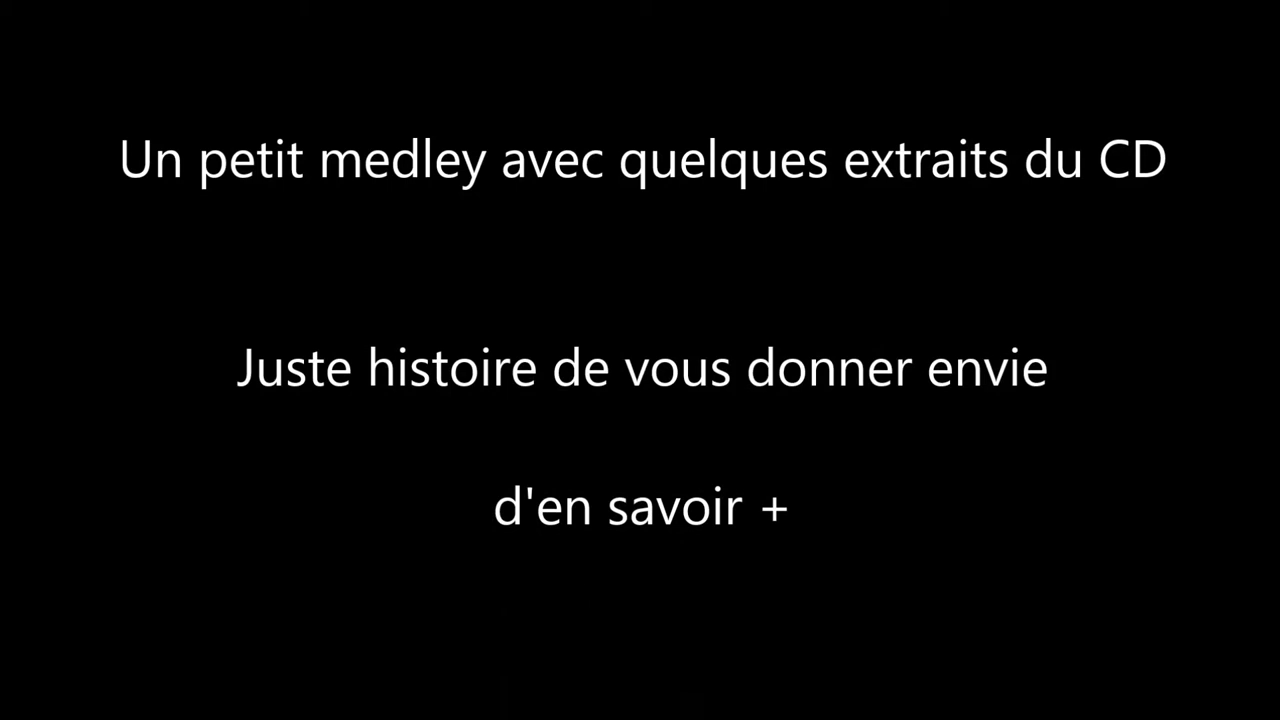 Un petit medley avec quelques extraits du CD
Juste histoire de vous donner envie
d'en savoir +